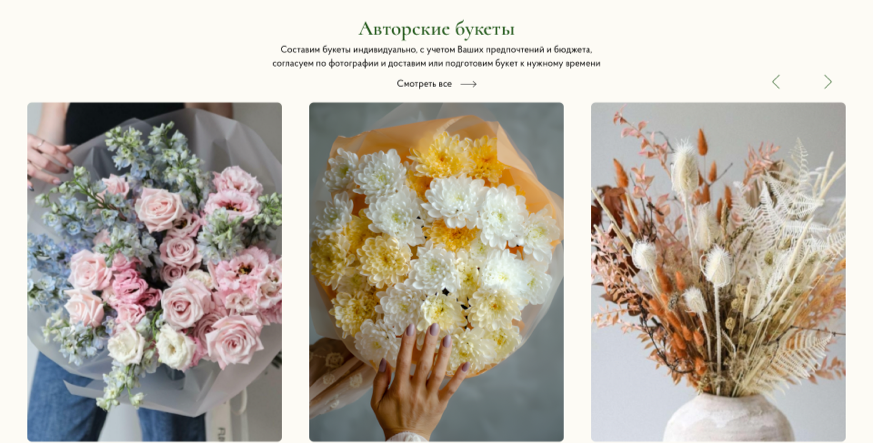 Авторские букеты
Составим букеты индивидуально, с учетом Ваших предпочтений и бюджета,
согласуем по фотографии и доставим или подготовим букет к нужному времени
Смотреть все